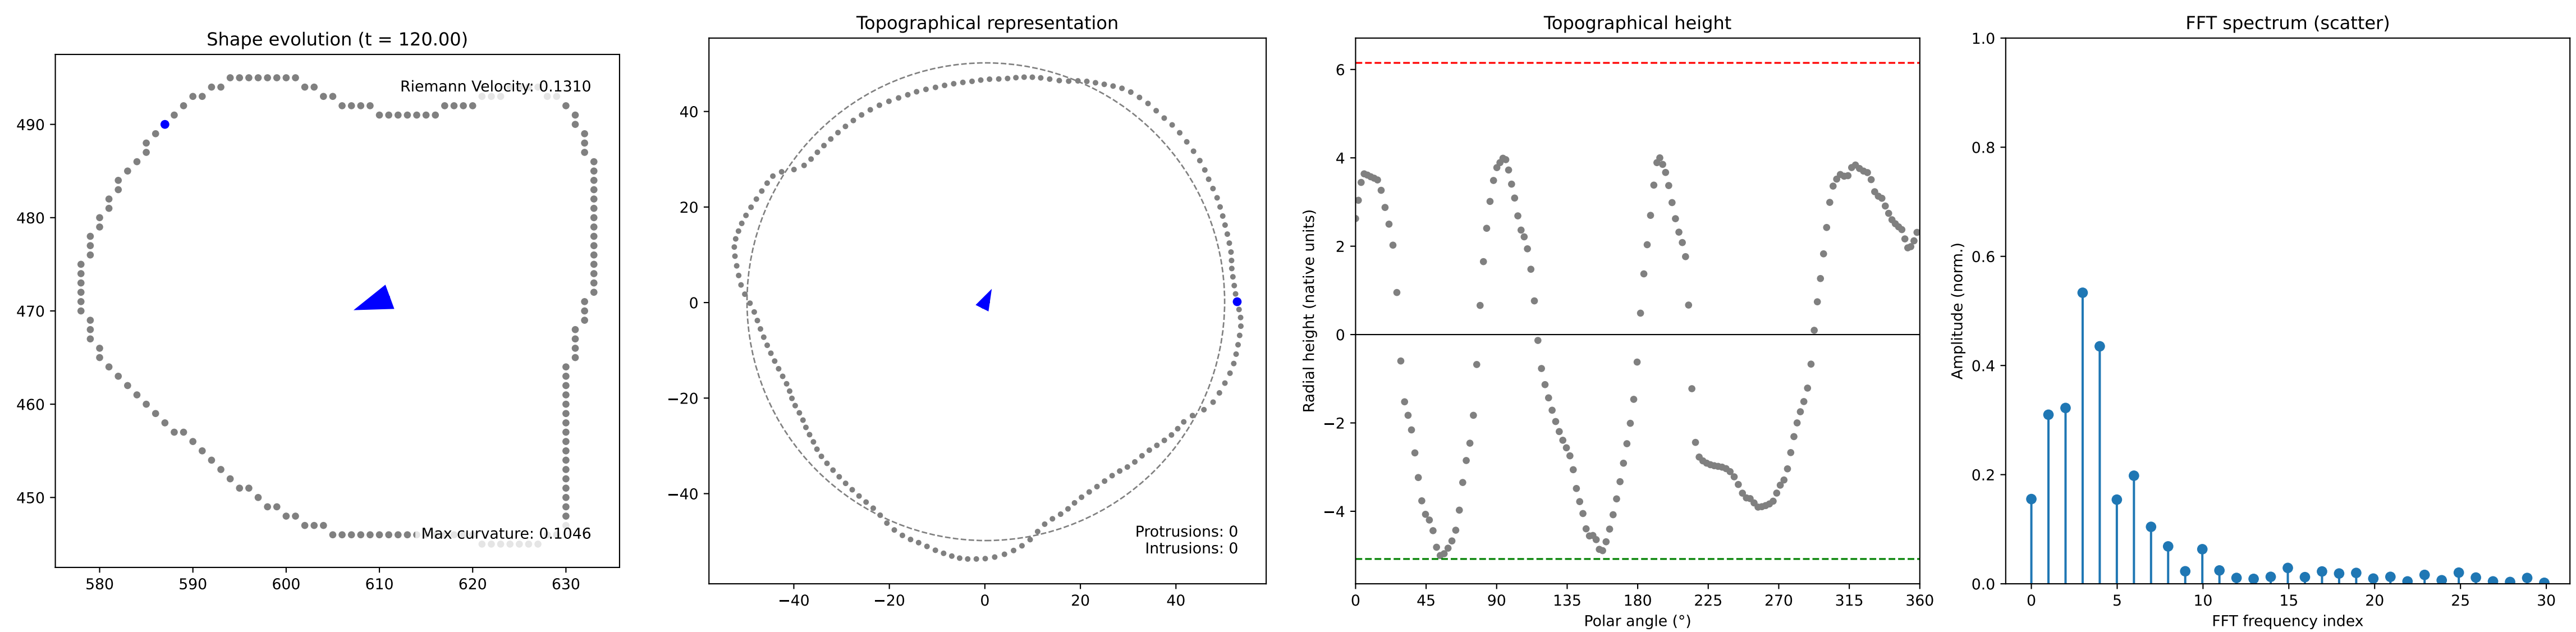 Shape evolution (t = 120.00)
Riemann Velocity: 0.1310
Max curvature: 0.1046
490
480
470
460
450
580 590 600 610 620 630
Topographical representation
40
20
0
−20
−40
−40 −20 0 20 40
Protrusions: 0
Intrusions: 0
Topographical height
Radial height (native units)
6
4
2
0
−2
−4
0 45 90 135 180 225 270 315 360
Polar angle (°)
FFT spectrum (scatter)
Amplitude (norm.)
1.0
0.8
0.6
0.4
0.2
0.0
0 5 10 15 20 25 30
FFT frequency index